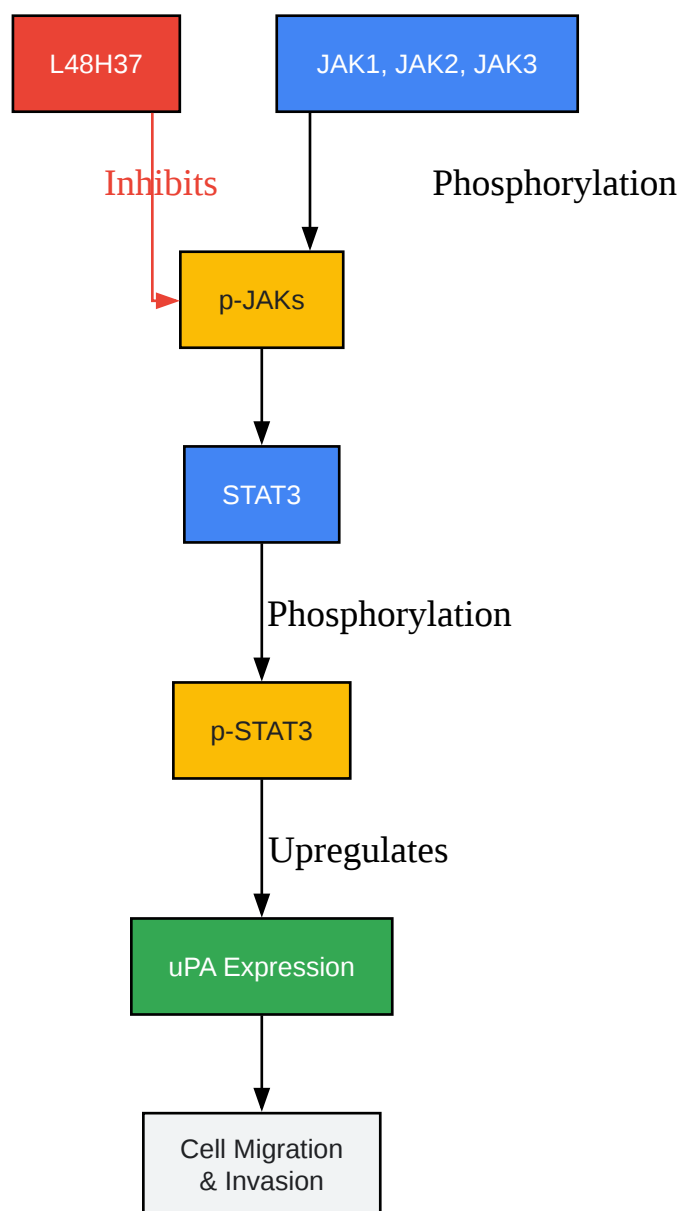 L48H37
JAK1, JAK2, JAK3
Inhibits
Phosphorylation
p-JAKs
STAT3
Phosphorylation
p-STAT3
Upregulates
uPA Expression
Cell Migration
& Invasion